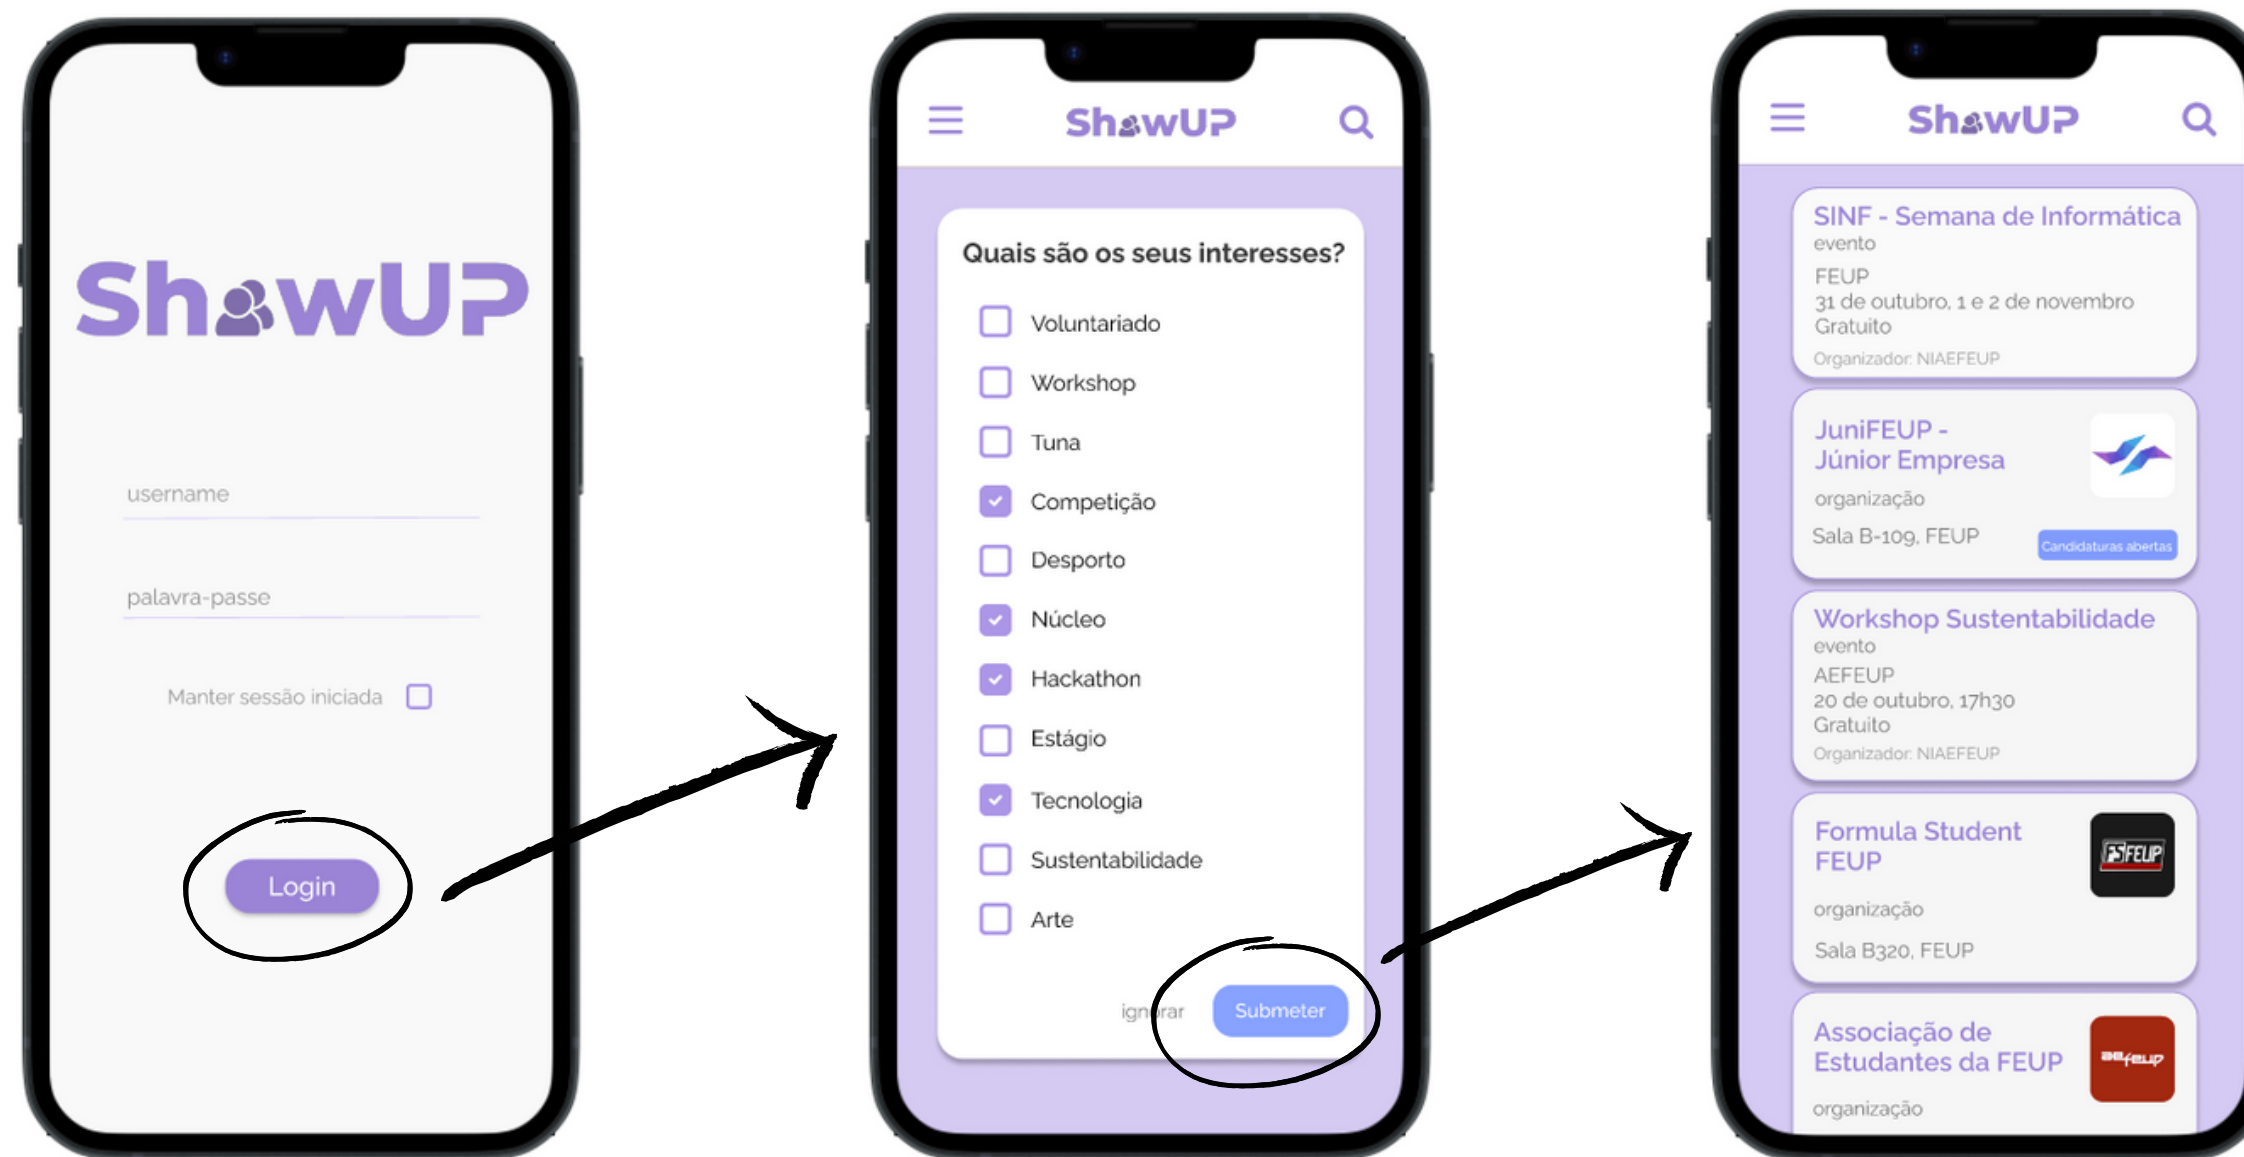 ShowUP
username
palavra-passe
Manter sessão iniciada
Login
ShowUP
Quais são os seus interesses?
Voluntariado
Workshop
Tuna
Competição
Desporto
Núcleo
Hackathon
Estágio
Tecnologia
Sustentabilidade
Arte
ignorar
Submeter
ShowUP
SINF - Semana de Informática
evento
FEUP
31 de outubro, 1 e 2 de novembro
Gratuito
Organizador: NIAEFEUP
JuniFEUP -
Júnior Empresa
organização
Sala B-109, FEUP
Candidaturas abertas
Workshop Sustentabilidade
evento
AEFEUP
20 de outubro, 17h30
Gratuito
Organizador: NIAEFEUP
Formula Student
FEUP
FS FEUP
organização
Sala B320, FEUP
Associação de
Estudantes da FEUP
aefeup
organização